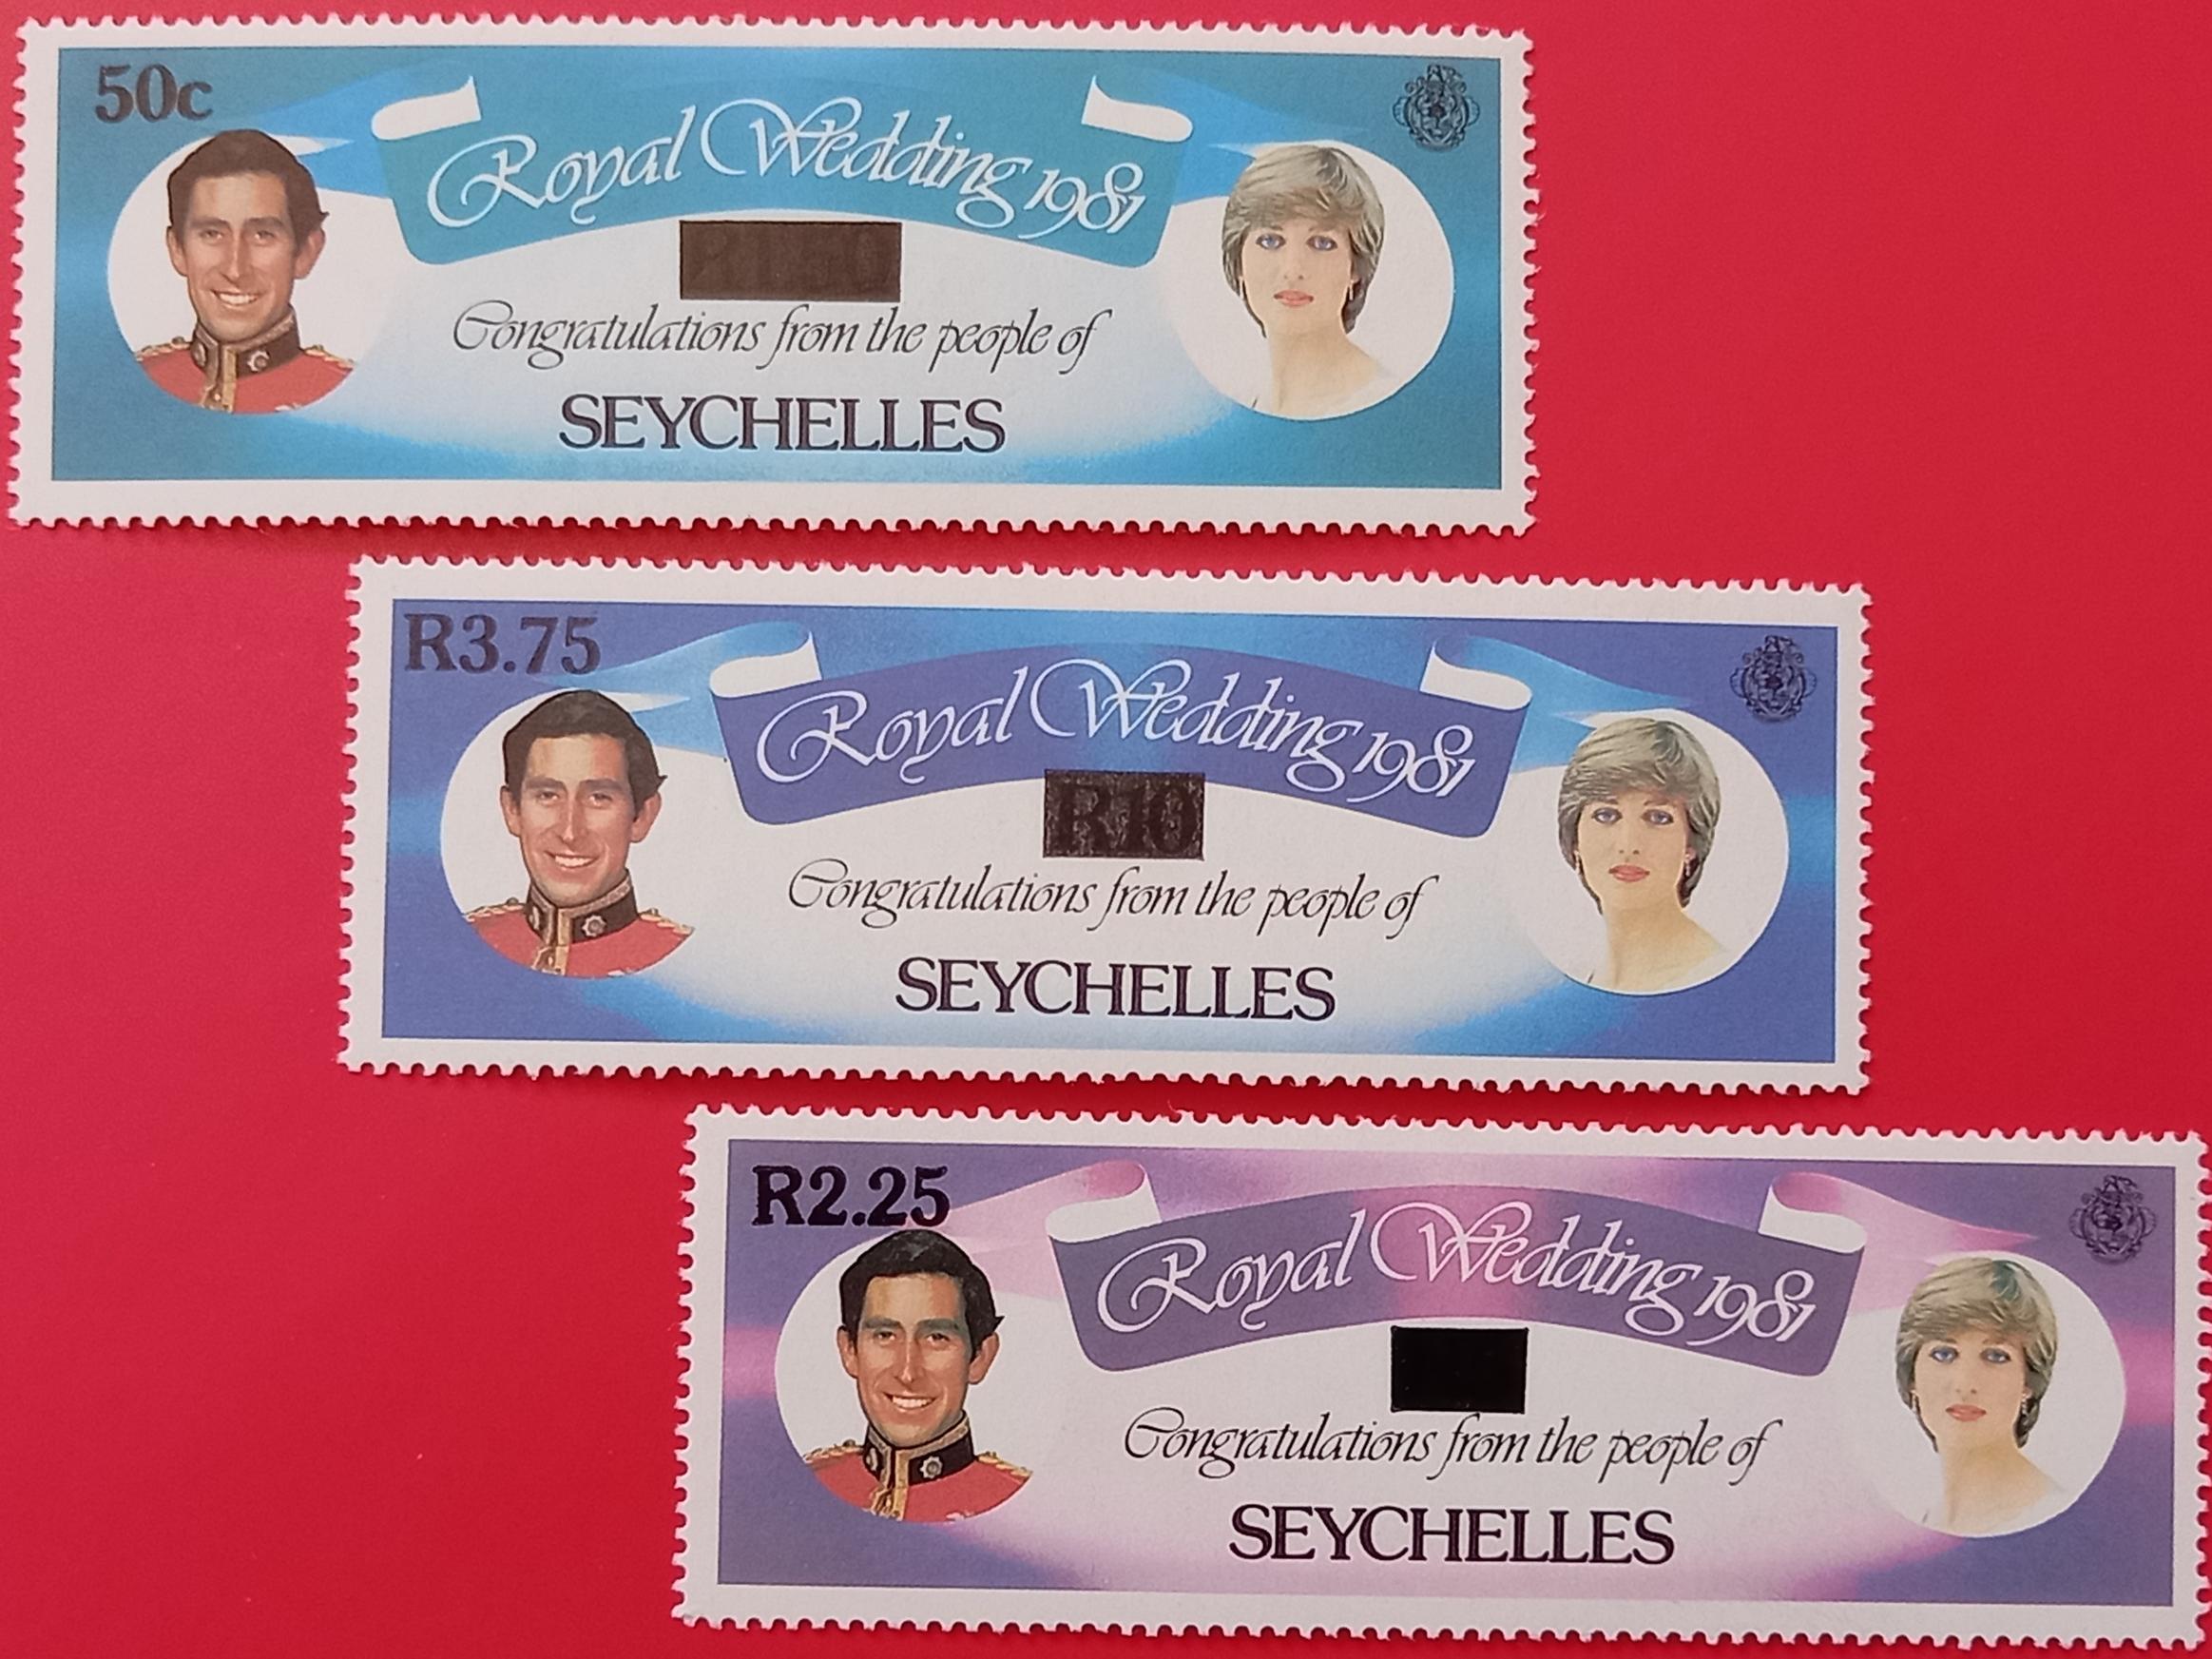 50c
Royal Wedding 1981
Congratulations from the people of
SEYCHELLES
R3.75
Royal Wedding 1981
R10
Congratulations from the people of
SEYCHELLES
R2.25
Royal Wedding 1981
Congratulations from the people of
SEYCHELLES